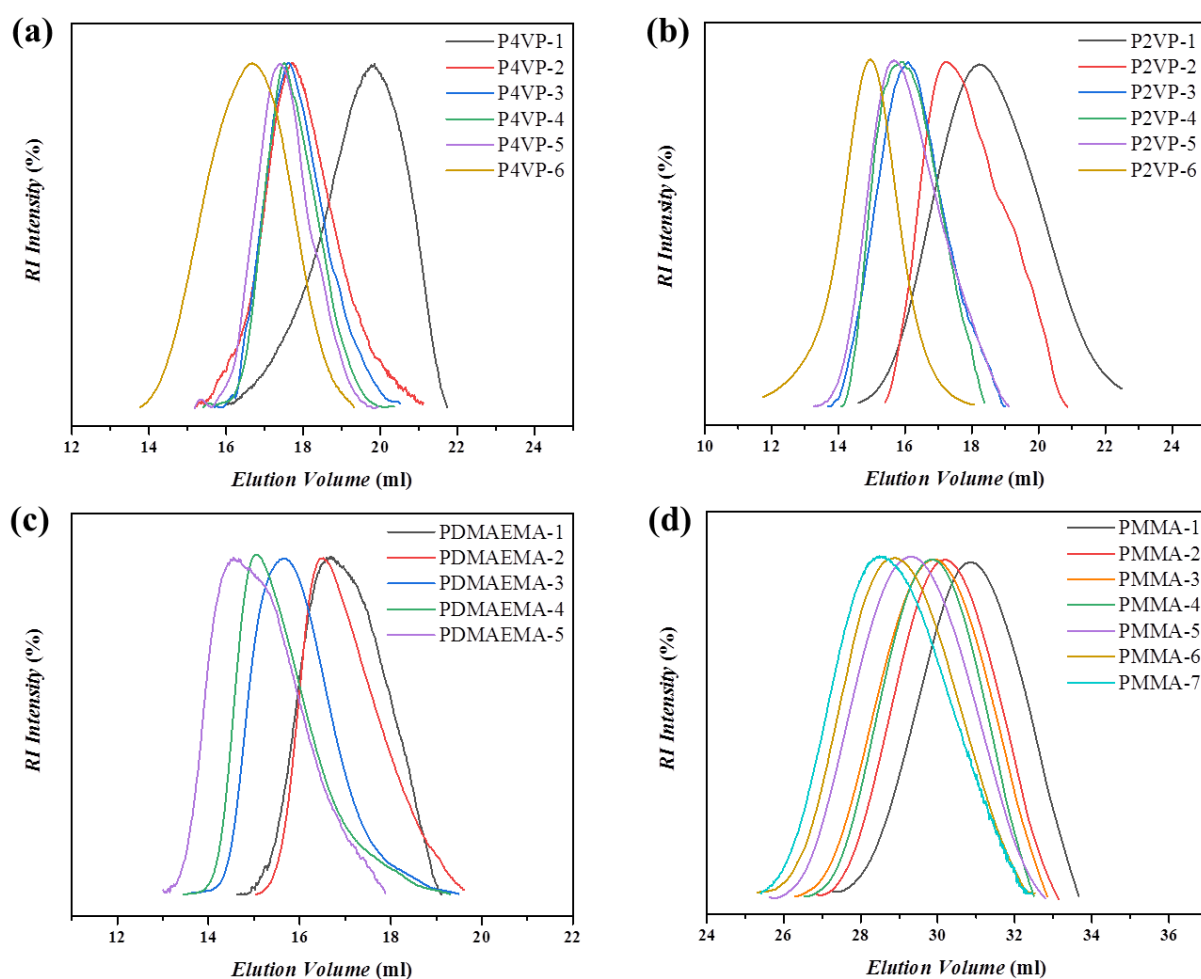 (a)
P4VP-1
P4VP-2
P4VP-3
P4VP-4
P4VP-5
P4VP-6
RI Intensity (%)
12 14 16 18 20 22 24
Elution Volume (ml)
(b)
P2VP-1
P2VP-2
P2VP-3
P2VP-4
P2VP-5
P2VP-6
RI Intensity (%)
10 12 14 16 18 20 22 24
Elution Volume (ml)
(c)
PDMAEMA-1
PDMAEMA-2
PDMAEMA-3
PDMAEMA-4
PDMAEMA-5
RI Intensity (%)
12 14 16 18 20 22
Elution Volume (ml)
(d)
PMMA-1
PMMA-2
PMMA-3
PMMA-4
PMMA-5
PMMA-6
PMMA-7
RI Intensity (%)
24 26 28 30 32 34 36
Elution Volume (ml)